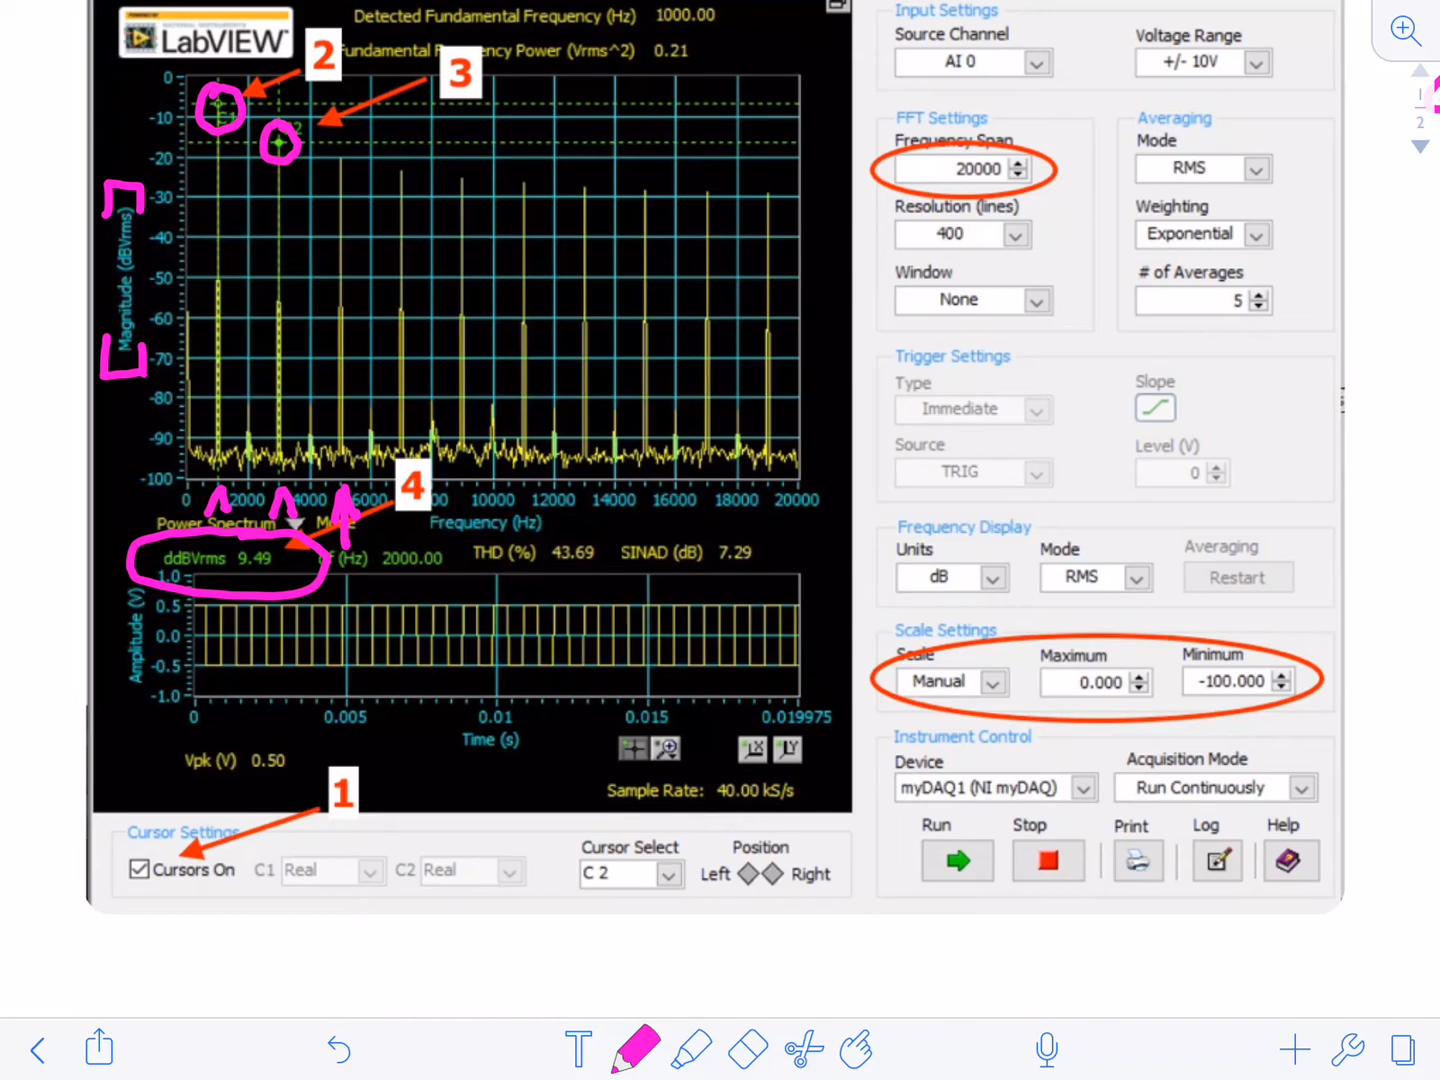 POWERED BY
NATIONAL INSTRUMENTS
LabVIEW™
Detected Fundamental Frequency (Hz) 1000.00
Fundamental Frequency Power (Vrms^2) 0.21
2
3
0
-10
-20
-30
-40
-50
-60
-70
-80
-90
-100
Magnitude (dBVrms)
C1
0 2000 4000 6000 10000 12000 14000 16000 18000 20000
4
Power Spectrum
Frequency (Hz)
ddBVrms 9.49 df (Hz) 2000.00 THD (%) 43.69 SINAD (dB) 7.29
1.0
0.5
0.0
-0.5
-1.0
Amplitude (V)
0 0.005 0.01 0.015 0.019975
Time (s)
Vpk (V) 0.50
X Y
Sample Rate: 40.00 kS/s
1
Cursor Settings
Cursors On C1 Real C2 Real
Cursor Select Position
C 2 Left Right
Input Settings
Source Channel Voltage Range
AI 0 +/- 10V
FFT Settings Averaging
Frequency Span Mode
20000 RMS
Resolution (lines) Weighting
400 Exponential
Window # of Averages
None 5
Trigger Settings
Type Slope
Immediate
Source Level (V)
TRIG 0
Frequency Display
Units Mode Averaging
dB RMS Restart
Scale Settings
Scale Maximum Minimum
Manual 0.000 -100.000
Instrument Control
Device Acquisition Mode
myDAQ1 (NI myDAQ) Run Continuously
Run Stop Print Log Help
1
2
T